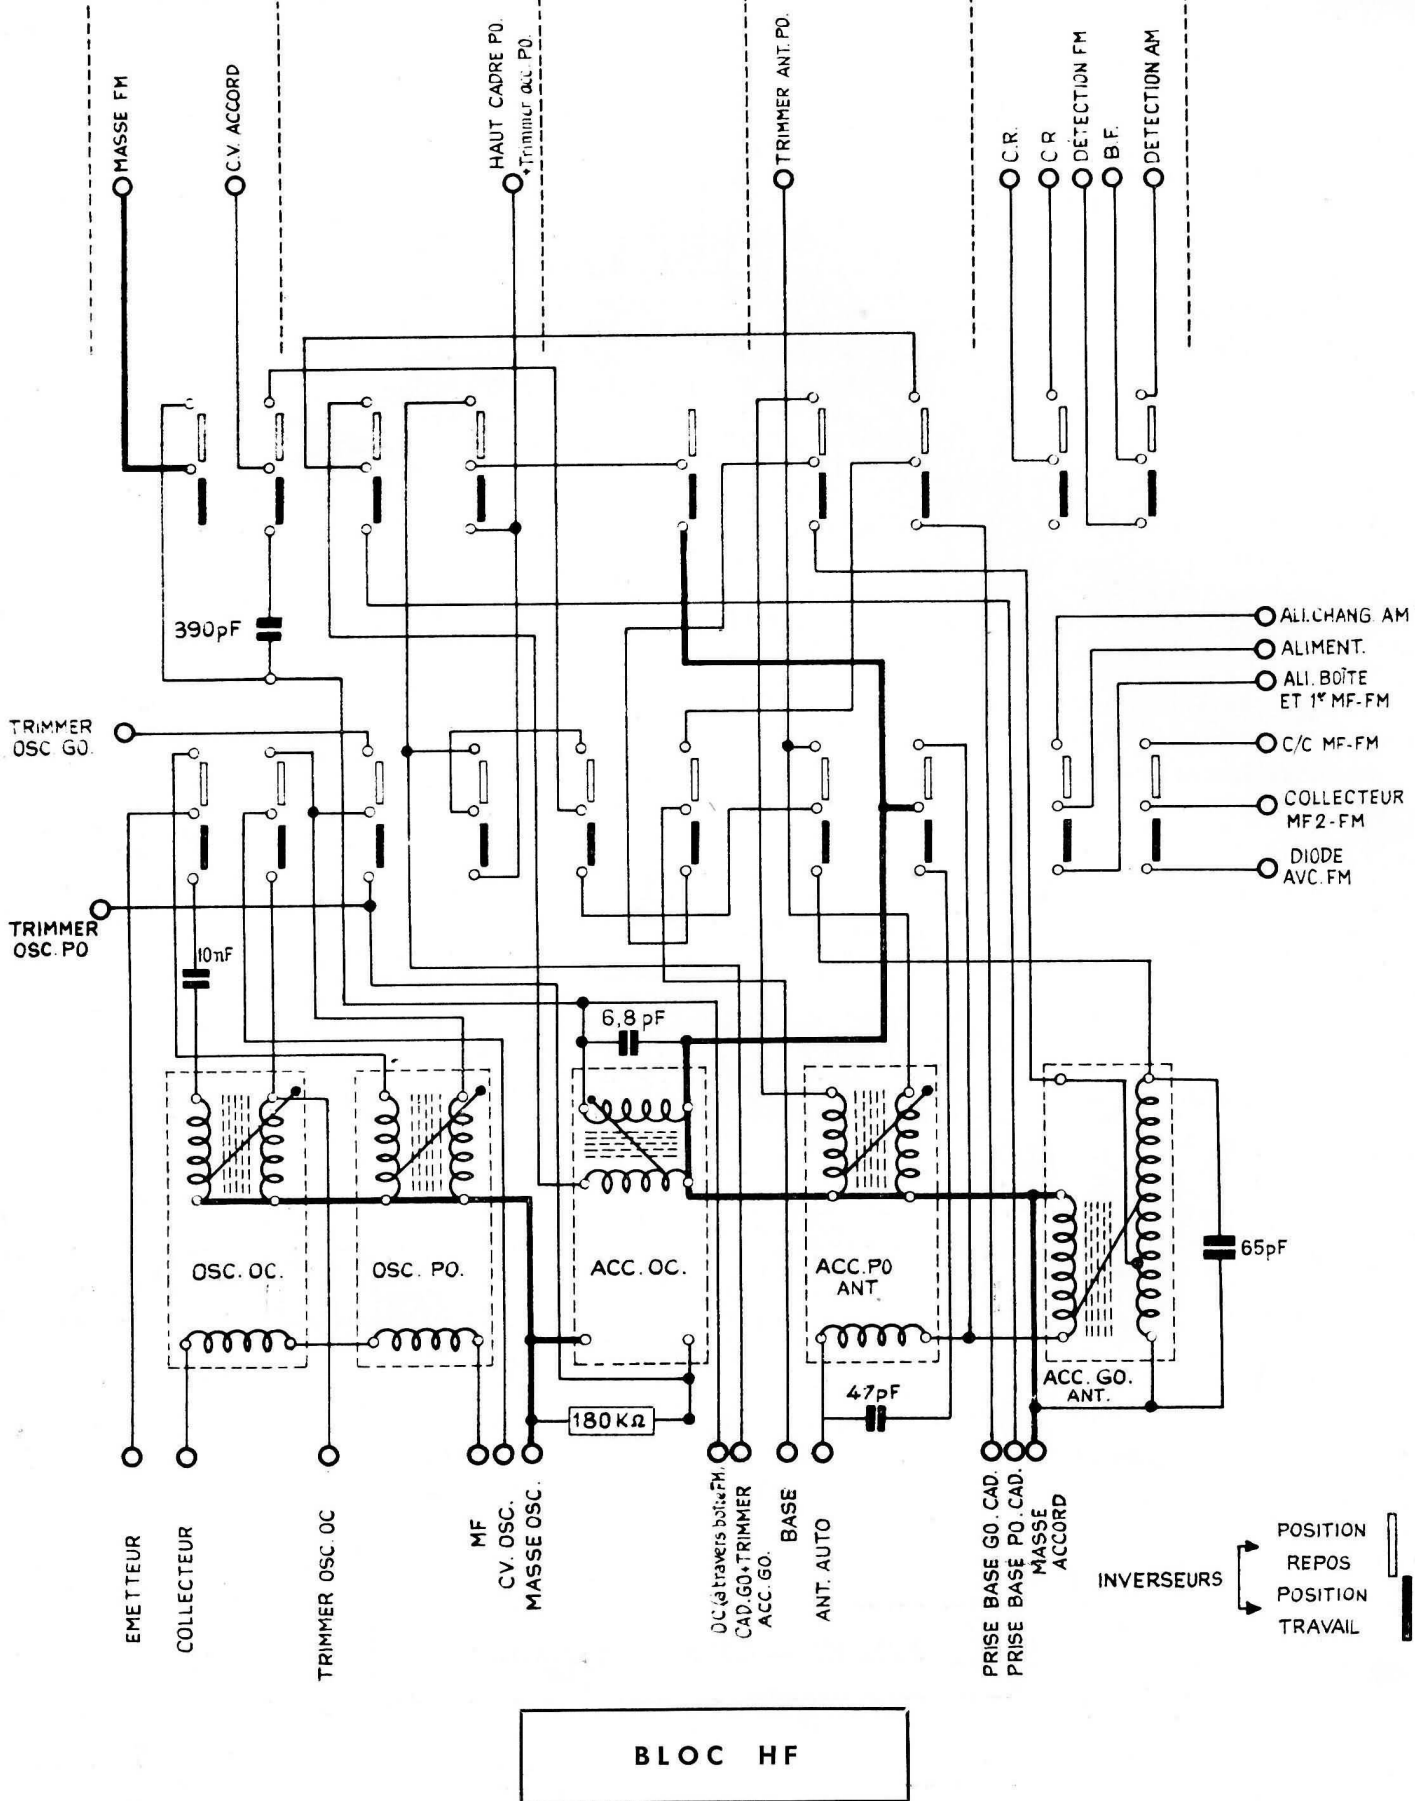 MASSE FM
C.V. ACCORD
HAUT CADRE PO.
+Trimmer acc. PO.
TRIMMER ANT. PO.
C.R.
C R
DETECTION FM
B.F.
DETECTION AM
390pF
ALI.CHANG. AM
ALIMENT.
ALI. BOÎTE
ET 1er MF-FM
TRIMMER
OSC GO.
C/C MF-FM
COLLECTEUR
MF2-FM
DIODE
AVC. FM
TRIMMER
OSC. PO
10nF
6,8 pF
OSC. OC.
OSC. PO.
ACC. OC.
ACC. PO
ANT
65pF
ACC. GO.
ANT.
47pF
180 KΩ
EMETTEUR
COLLECTEUR
TRIMMER OSC. OC
MF
CV. OSC.
MASSE OSC.
OC (à travers boîte FM)
CAD. GO+TRIMMER
ACC. GO.
BASE
ANT. AUTO
PRISE BASE GO. CAD.
PRISE BASE PO. CAD.
MASSE
ACCORD
INVERSEURS
POSITION
REPOS
POSITION
TRAVAIL
BLOC HF